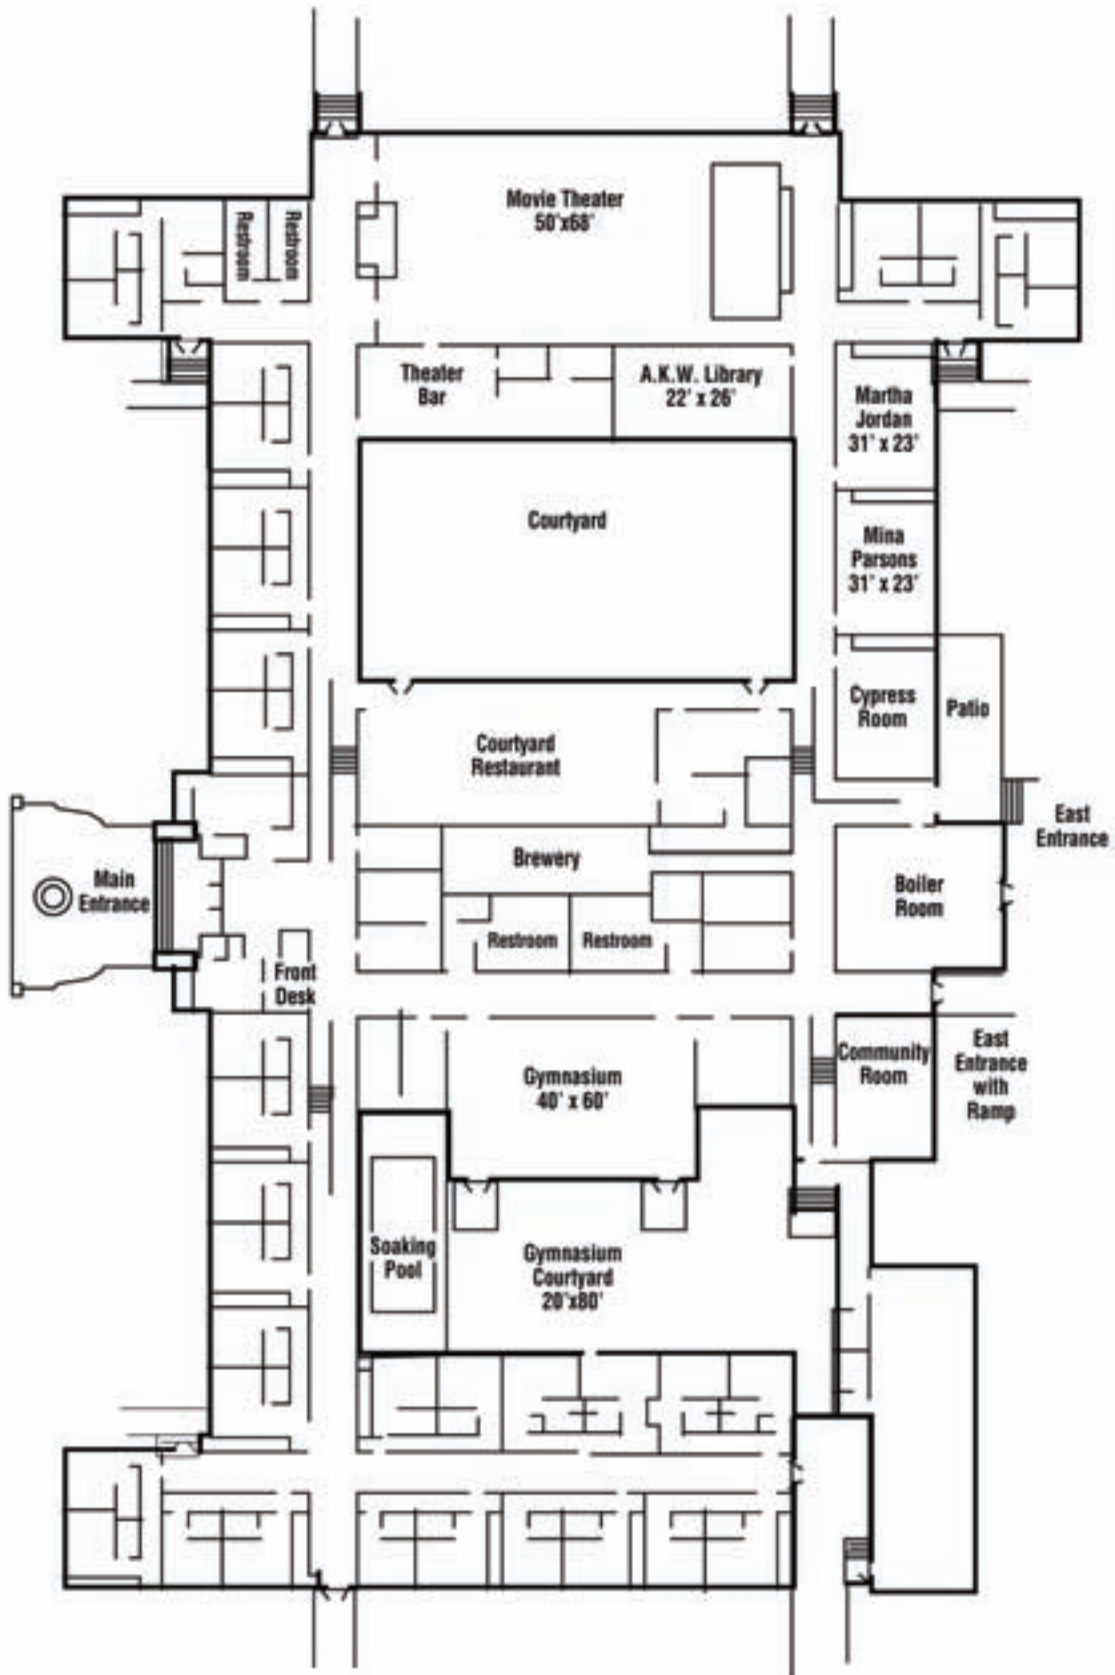 Movie Theater
50'x68'
Restroom
Restroom
Theater
Bar
A.K.W. Library
22' x 26'
Martha
Jordan
31' x 23'
Courtyard
Mina
Parsons
31' x 23'
Cypress
Room
Patio
Courtyard
Restaurant
East
Entrance
Brewery
Main
Entrance
Boiler
Room
Restroom
Restroom
Front
Desk
Gymnasium
40' x 60'
Community
Room
East
Entrance
with
Ramp
Soaking
Pool
Gymnasium
Courtyard
20'x80'